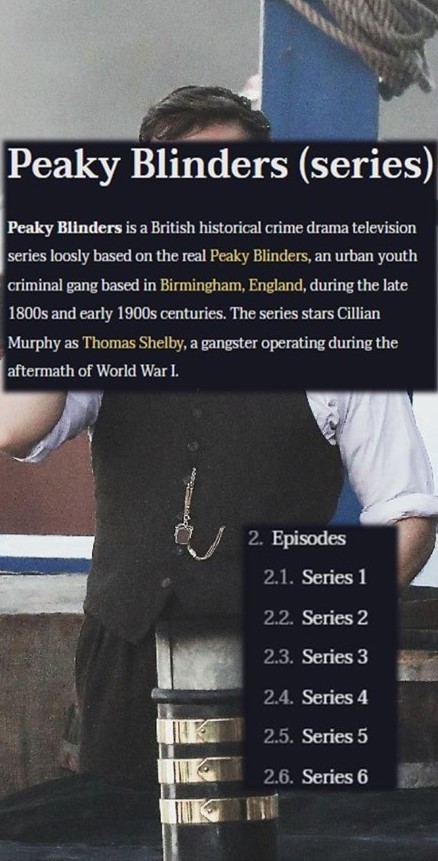 Peaky Blinders (series)
Peaky Blinders is a British historical crime drama television
series loosly based on the real Peaky Blinders, an urban youth
criminal gang based in Birmingham, England, during the late
1800s and early 1900s centuries. The series stars Cillian
Murphy as Thomas Shelby, a gangster operating during the
aftermath of World War I.
2. Episodes
2.1. Series 1
2.2. Series 2
2.3. Series 3
2.4. Series 4
2.5. Series 5
2.6. Series 6